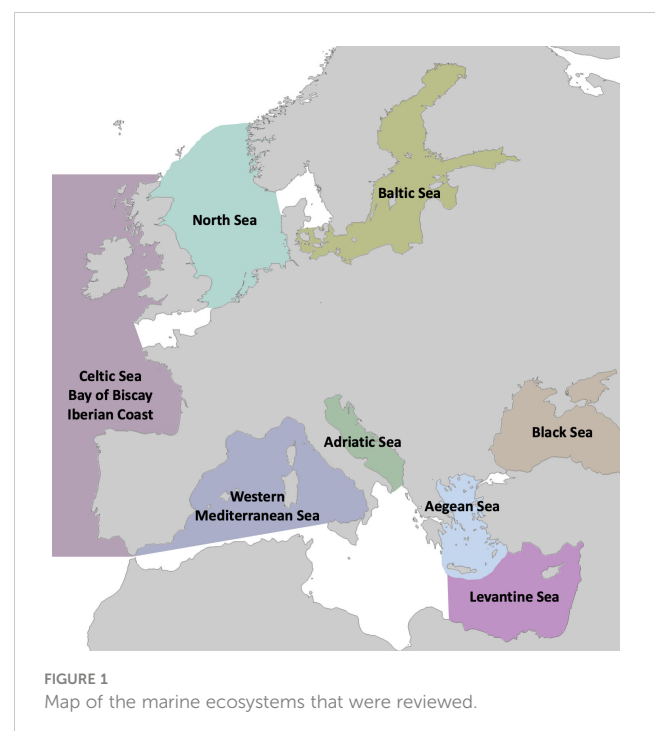 Baltic Sea
North Sea
Celtic Sea
Bay of Biscay
Iberian Coast
Adriatic Sea
Black Sea
Western
Mediterranean Sea
Aegean Sea
Levantine Sea
FIGURE 1
Map of the marine ecosystems that were reviewed.